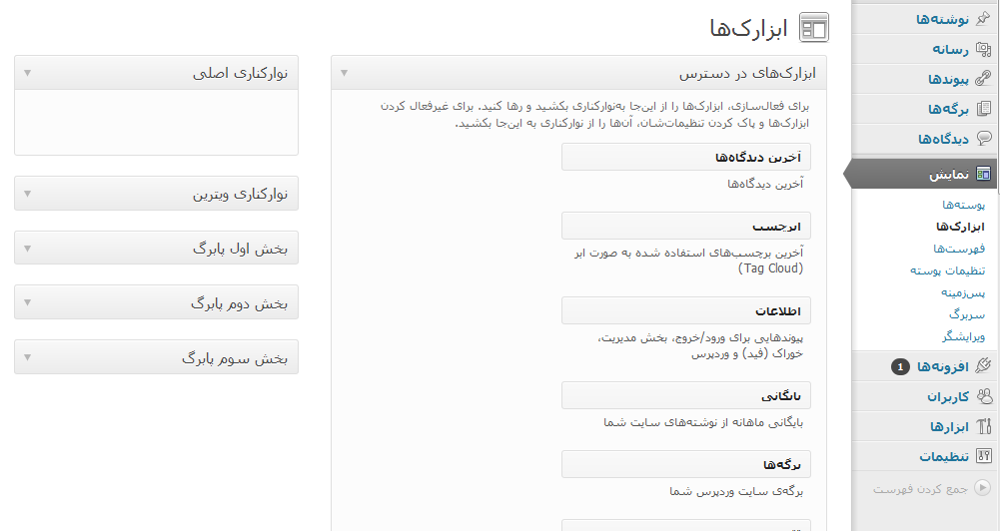 نوشته‌ها
رسانه
پیوندها
برگه‌ها
دیدگاه‌ها
نمایش
پوسته‌ها
ابزارک‌ها
فهرست‌ها
تنظیمات پوسته
پس‌زمینه
سربرگ
ویرایشگر
افزونه‌ها 1
کاربران
ابزارها
تنظیمات
جمع کردن فهرست
ابزارک‌ها
ابزارک‌های در دسترس
برای فعال‌سازی، ابزارک‌ها را از این‌جا به‌نوارکناری بکشید و رها کنید. برای غیرفعال کردن
ابزارک‌ها و پاک کردن تنظیمات‌شان، آن‌ها را از نوارکناری به این‌جا بکشید.
آخرین دیدگاه‌ها
آخرین دیدگاه‌ها
ابرچسب
آخرین برچسب‌های استفاده شده به صورت ابر
(Tag Cloud)
اطلاعات
پیوندهایی برای ورود/خروج، بخش مدیریت،
خوراک (فید) و وردپرس
بایگانی
بایگانی ماهانه از نوشته‌های سایت شما
برگه‌ها
برگه‌ی سایت وردپرس شما
نوارکناری اصلی
نوارکناری ویترین
بخش اول پابرگ
بخش دوم پابرگ
بخش سوم پابرگ